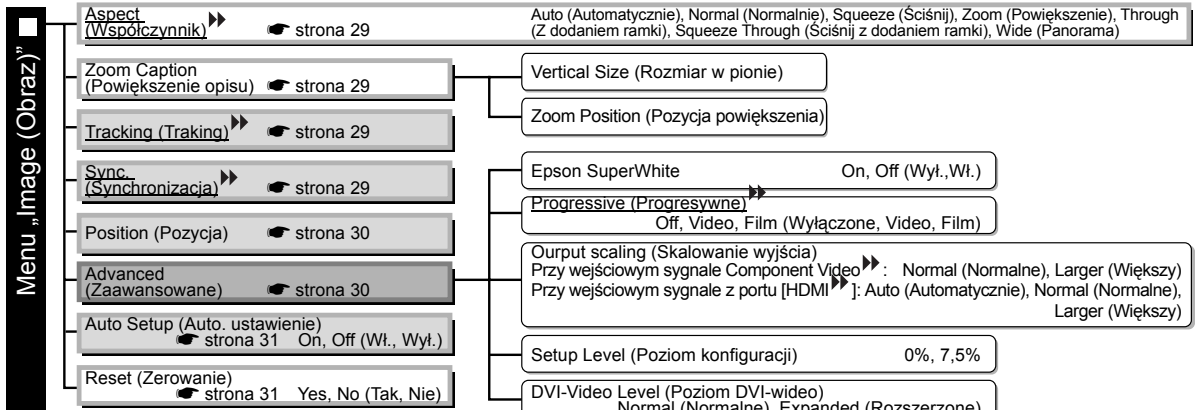 Menu „Image (Obraz)”
Aspect
(Współczynnik) strona 29
Auto (Automatycznie), Normal (Normalnie), Squeeze (Ściśnij), Zoom (Powiększenie), Through
(Z dodaniem ramki), Squeeze Through (Ściśnij z dodaniem ramki), Wide (Panorama)
Zoom Caption
(Powiększenie opisu) strona 29
Vertical Size (Rozmiar w pionie)
Zoom Position (Pozycja powiększenia)
Tracking (Traking) strona 29
Sync.
(Synchronizacja) strona 29
Position (Pozycja) strona 30
Advanced
(Zaawansowane) strona 30
Epson SuperWhite On, Off (Wył.,Wł.)
Progressive (Progresywne)
Off, Video, Film (Wyłączone, Video, Film)
Ourput scaling (Skalowanie wyjścia)
Przy wejściowym sygnale Component Video : Normal (Normalne), Larger (Większy)
Przy wejściowym sygnale z portu [HDMI ]: Auto (Automatycznie), Normal (Normalne),
Larger (Większy)
Setup Level (Poziom konfiguracji) 0%, 7,5%
DVI-Video Level (Poziom DVI-wideo)
Normal (Normalne), Expanded (Rozszerzone)
Auto Setup (Auto. ustawienie)
strona 31 On, Off (Wł., Wył.)
Reset (Zerowanie)
strona 31 Yes, No (Tak, Nie)